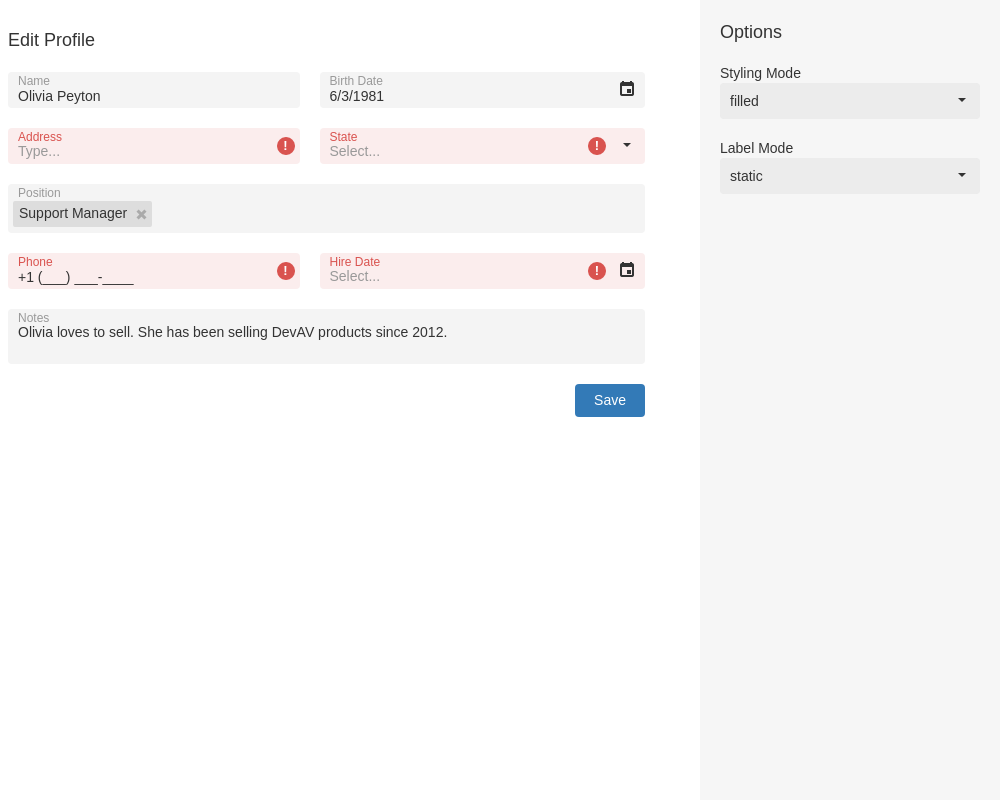 Edit Profile
Name
Olivia Peyton
Birth Date
6/3/1981
Address
Type...
State
Select...
Position
Support Manager
Phone
+1 (___) ___-____
Hire Date
Select...
Notes
Olivia loves to sell. She has been selling DevAV products since 2012.
Save
Options
Styling Mode
filled
Label Mode
static